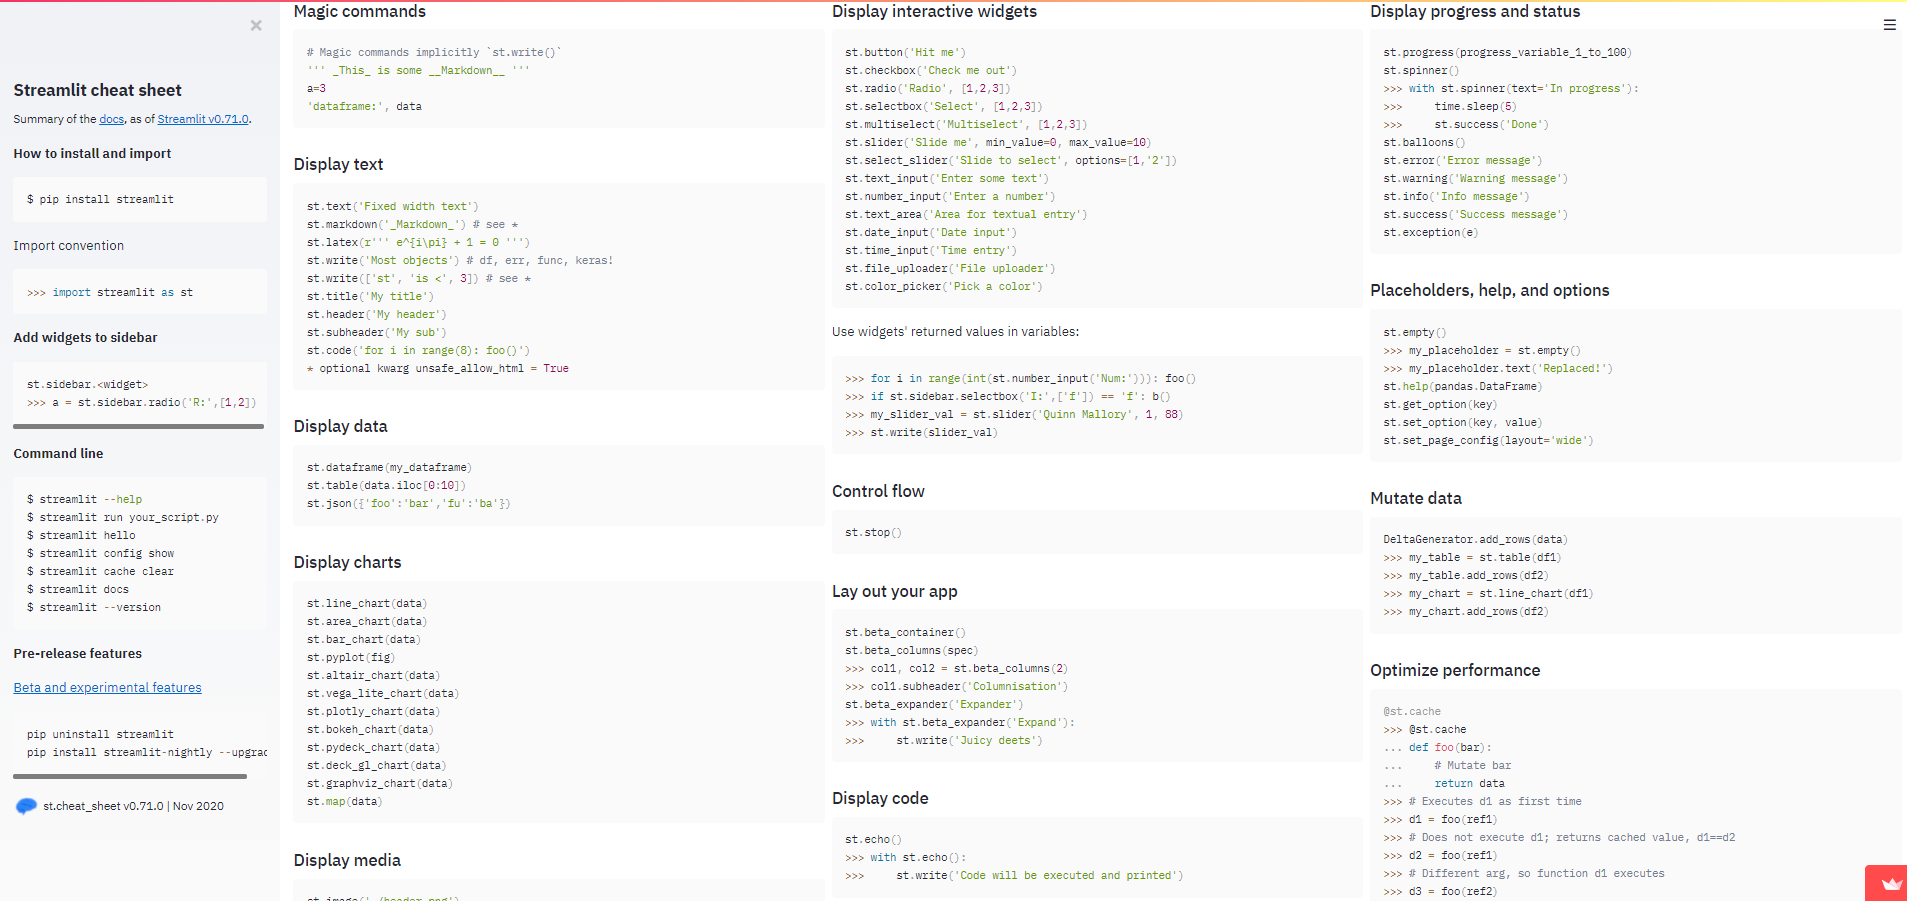 ×
Streamlit cheat sheet
Summary of the docs, as of Streamlit v0.71.0.
How to install and import
$ pip install streamlit
Import convention
>>> import streamlit as st
Add widgets to sidebar
st.sidebar.<widget>
>>> a = st.sidebar.radio('R:',[1,2])
Command line
$ streamlit --help
$ streamlit run your_script.py
$ streamlit hello
$ streamlit config show
$ streamlit cache clear
$ streamlit docs
$ streamlit --version
Pre-release features
Beta and experimental features
pip uninstall streamlit
pip install streamlit-nightly --upgrad
st.cheat_sheet v0.71.0 | Nov 2020
Magic commands
# Magic commands implicitly `st.write()`
''' _This_ is some __Markdown__ '''
a=3
'dataframe:', data
Display text
st.text('Fixed width text')
st.markdown('_Markdown_') # see *
st.latex(r''' e^{i\pi} + 1 = 0 ''')
st.write('Most objects') # df, err, func, keras!
st.write(['st', 'is <', 3]) # see *
st.title('My title')
st.header('My header')
st.subheader('My sub')
st.code('for i in range(8): foo()')
* optional kwarg unsafe_allow_html = True
Display data
st.dataframe(my_dataframe)
st.table(data.iloc[0:10])
st.json({'foo':'bar','fu':'ba'})
Display charts
st.line_chart(data)
st.area_chart(data)
st.bar_chart(data)
st.pyplot(fig)
st.altair_chart(data)
st.vega_lite_chart(data)
st.plotly_chart(data)
st.bokeh_chart(data)
st.pydeck_chart(data)
st.deck_gl_chart(data)
st.graphviz_chart(data)
st.map(data)
Display media
st.image('./header.png')
Display interactive widgets
st.button('Hit me')
st.checkbox('Check me out')
st.radio('Radio', [1,2,3])
st.selectbox('Select', [1,2,3])
st.multiselect('Multiselect', [1,2,3])
st.slider('Slide me', min_value=0, max_value=10)
st.select_slider('Slide to select', options=[1,'2'])
st.text_input('Enter some text')
st.number_input('Enter a number')
st.text_area('Area for textual entry')
st.date_input('Date input')
st.time_input('Time entry')
st.file_uploader('File uploader')
st.color_picker('Pick a color')
Use widgets' returned values in variables:
>>> for i in range(int(st.number_input('Num:'))): foo()
>>> if st.sidebar.selectbox('I:',['f']) == 'f': b()
>>> my_slider_val = st.slider('Quinn Mallory', 1, 88)
>>> st.write(slider_val)
Control flow
st.stop()
Lay out your app
st.beta_container()
st.beta_columns(spec)
>>> col1, col2 = st.beta_columns(2)
>>> col1.subheader('Columnisation')
st.beta_expander('Expander')
>>> with st.beta_expander('Expand'):
>>>     st.write('Juicy deets')
Display code
st.echo()
>>> with st.echo():
>>>     st.write('Code will be executed and printed')
Display progress and status
st.progress(progress_variable_1_to_100)
st.spinner()
>>> with st.spinner(text='In progress'):
>>>     time.sleep(5)
>>>     st.success('Done')
st.balloons()
st.error('Error message')
st.warning('Warning message')
st.info('Info message')
st.success('Success message')
st.exception(e)
Placeholders, help, and options
st.empty()
>>> my_placeholder = st.empty()
>>> my_placeholder.text('Replaced!')
st.help(pandas.DataFrame)
st.get_option(key)
st.set_option(key, value)
st.set_page_config(layout='wide')
Mutate data
DeltaGenerator.add_rows(data)
>>> my_table = st.table(df1)
>>> my_table.add_rows(df2)
>>> my_chart = st.line_chart(df1)
>>> my_chart.add_rows(df2)
Optimize performance
@st.cache
>>> @st.cache
... def foo(bar):
...     # Mutate bar
...     return data
>>> # Executes d1 as first time
>>> d1 = foo(ref1)
>>> # Does not execute d1; returns cached value, d1==d2
>>> d2 = foo(ref1)
>>> # Different arg, so function d1 executes
>>> d3 = foo(ref2)